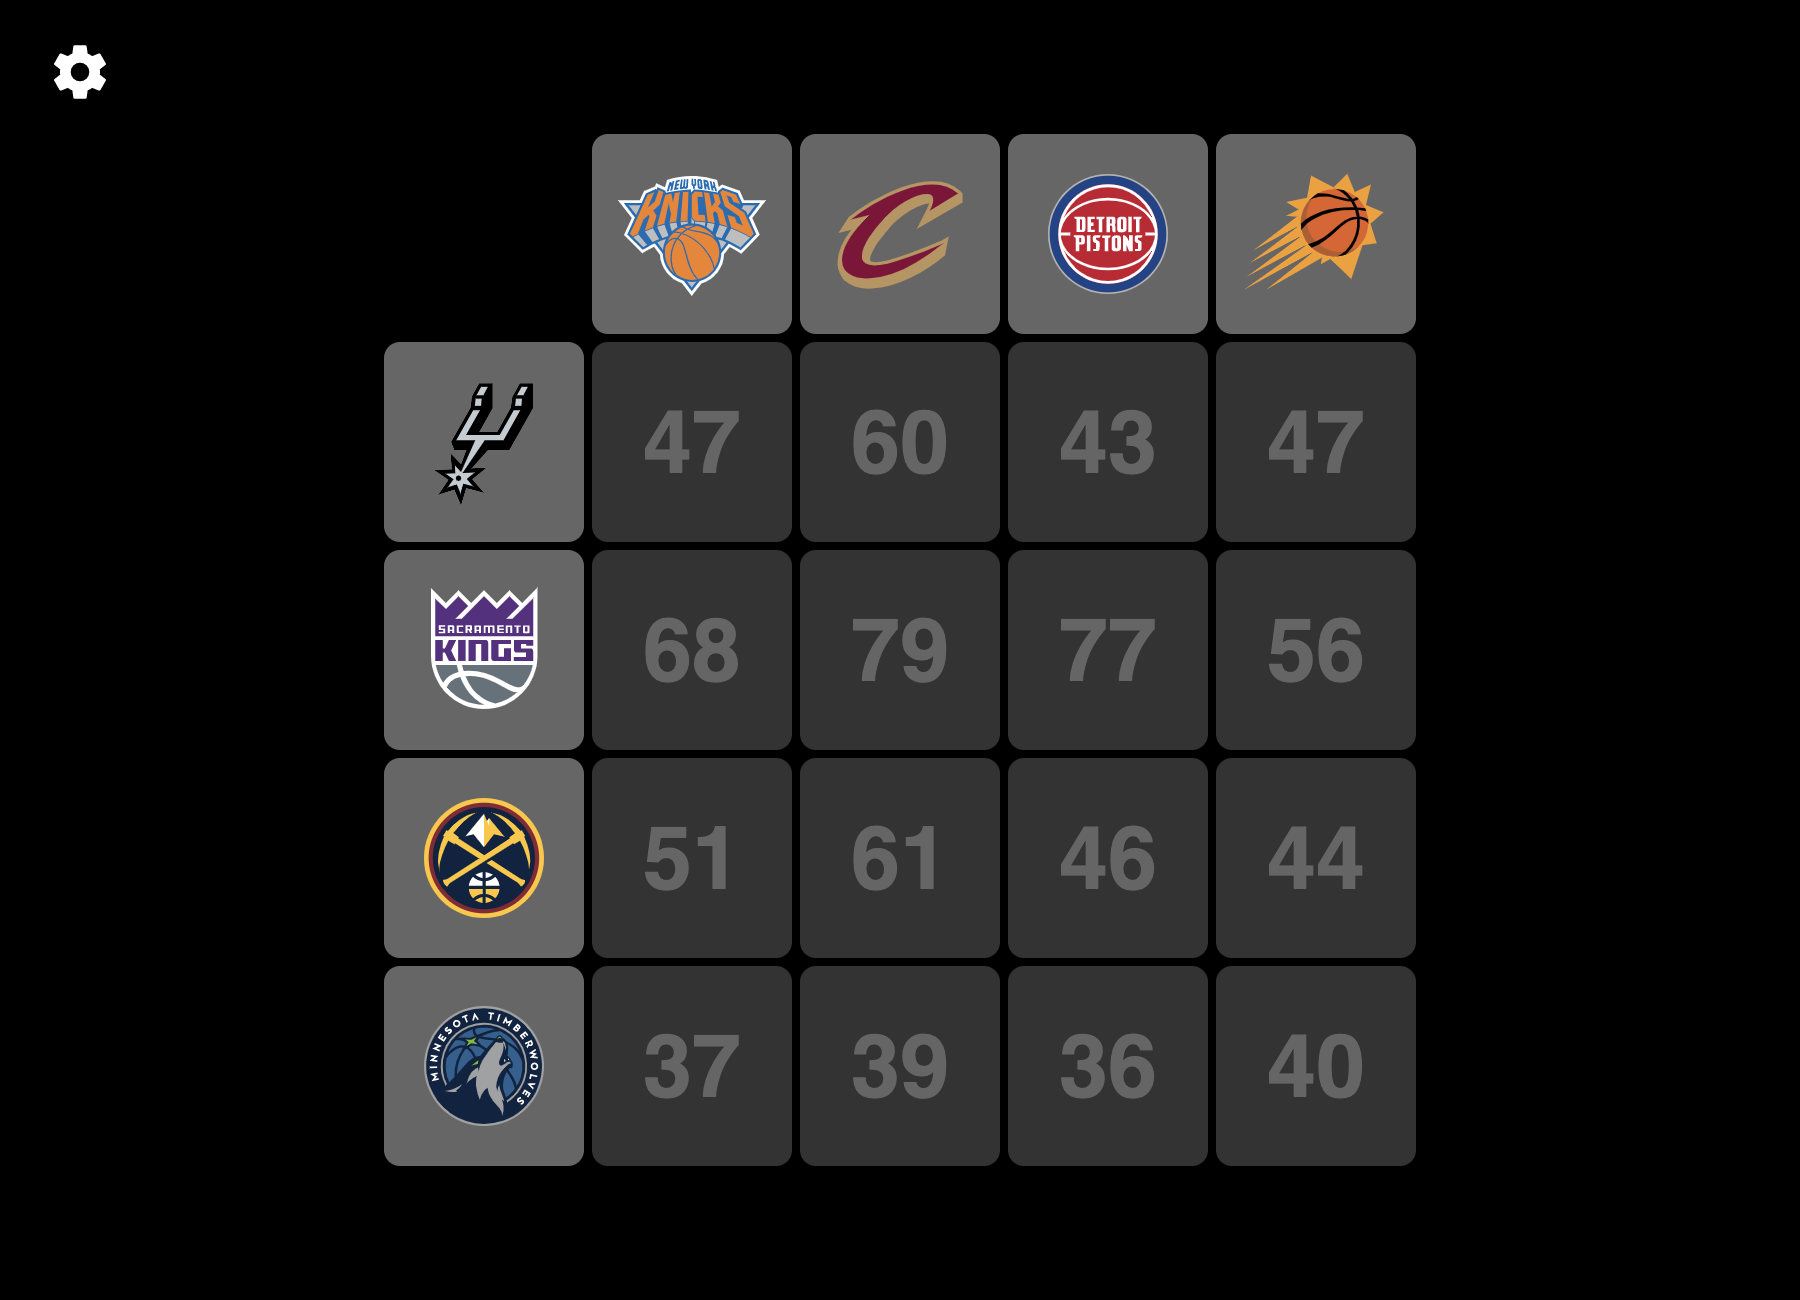 NEW YORK
KNICKS
DETROIT
PISTONS
47 60 43 47
SACRAMENTO
KINGS
68 79 77 56
51 61 46 44
MINNESOTA TIMBERWOLVES
37 39 36 40